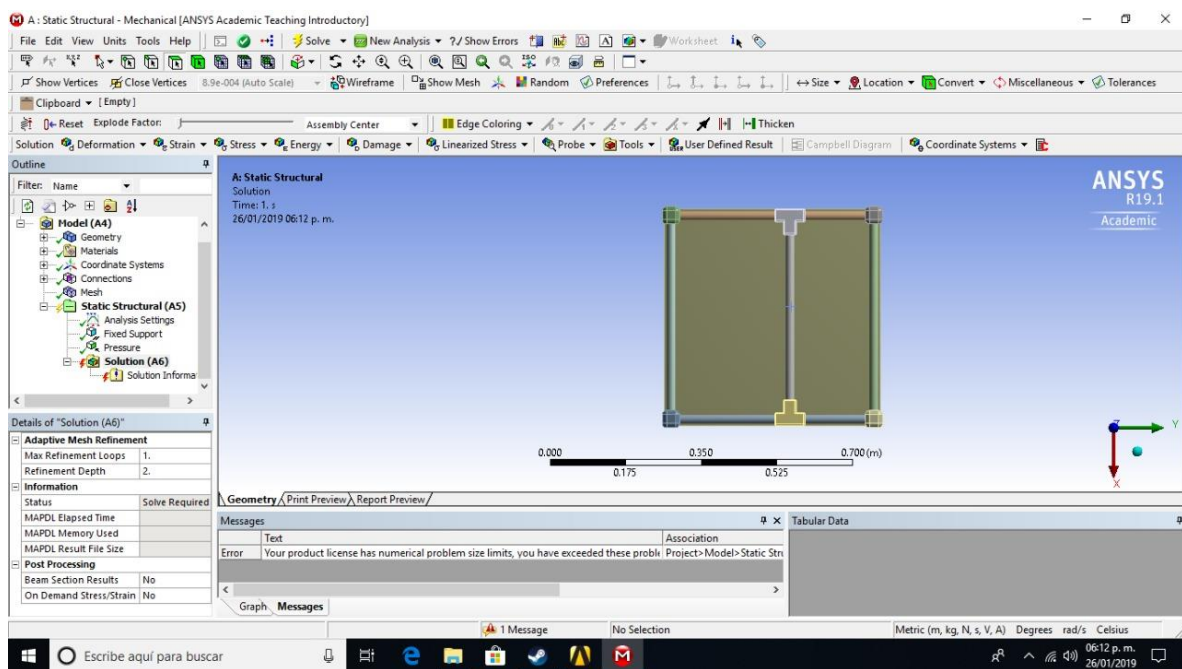 A : Static Structural - Mechanical [ANSYS Academic Teaching Introductory]
File Edit View Units Tools Help Solve New Analysis ?/ Show Errors Worksheet
Show Vertices Close Vertices 8.9e-004 (Auto Scale) Wireframe Show Mesh Random Preferences Size Location Convert Miscellaneous Tolerances
Clipboard [Empty]
Reset Explode Factor: Assembly Center Edge Coloring Thicken
Solution Deformation Strain Stress Energy Damage Linearized Stress Probe Tools User Defined Result Campbell Diagram Coordinate Systems
Outline
Filter: Name
Model (A4)
Geometry
Materials
Coordinate Systems
Connections
Mesh
Static Structural (A5)
Analysis Settings
Fixed Support
Pressure
Solution (A6)
Solution Informa
Details of "Solution (A6)"
Adaptive Mesh Refinement
Max Refinement Loops 1.
Refinement Depth 2.
Information
Status Solve Required
MAPDL Elapsed Time
MAPDL Memory Used
MAPDL Result File Size
Post Processing
Beam Section Results No
On Demand Stress/Strain No
A: Static Structural
Solution
Time: 1. s
26/01/2019 06:12 p. m.
ANSYS
R19.1
Academic
0.000 0.350 0.700 (m)
0.175 0.525
Y
X
Geometry Print Preview Report Preview
Messages
Text Association
Error Your product license has numerical problem size limits, you have exceeded these proble Project>Model>Static Stru
Graph Messages
Tabular Data
1 Message No Selection Metric (m, kg, N, s, V, A) Degrees rad/s Celsius
Escribe aquí para buscar
06:12 p. m.
26/01/2019